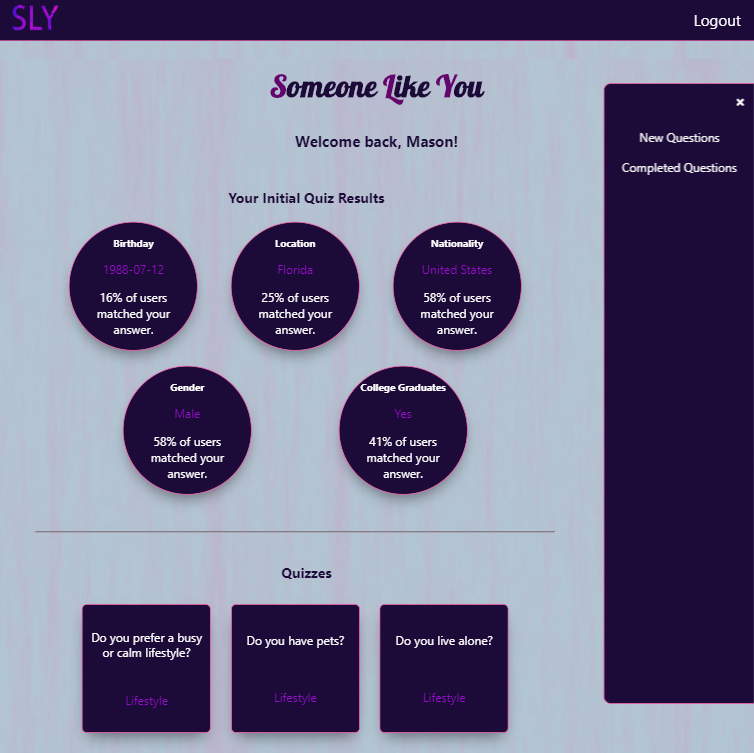 SLY
Logout
Someone Like You
Welcome back, Mason!
×
New Questions
Completed Questions
Your Initial Quiz Results
Birthday
1988-07-12
16% of users
matched your
answer.
Location
Florida
25% of users
matched your
answer.
Nationality
United States
58% of users
matched your
answer.
Gender
Male
58% of users
matched your
answer.
College Graduates
Yes
41% of users
matched your
answer.
Quizzes
Do you prefer a busy
or calm lifestyle?
Lifestyle
Do you have pets?
Lifestyle
Do you live alone?
Lifestyle